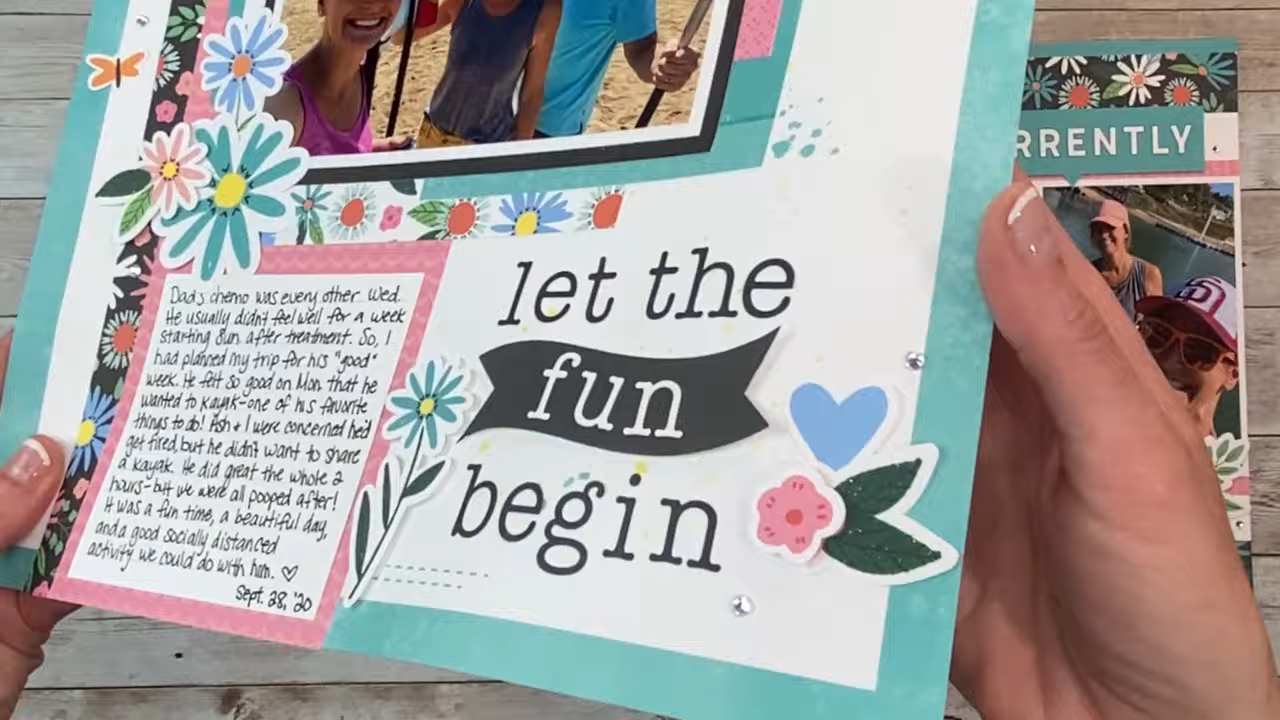 RRENTLY
let the
fun
begin
Dad's chemo was every other Wed.
He usually didn't feel well for a week
starting Sun after treatment. So, I
had planned my trip for his "good"
week. He felt so good on Mon that he
wanted to kayak-one of his favorite
things to do! Ash + I were concerned he'd
get tired, but he didn't want to share
a kayak. He did great the whole 2
hours-but we were all pooped after!
It was a fun time, a beautiful day,
and a good socially distanced
activity we could do with him. ♡
Sept. 28, '20